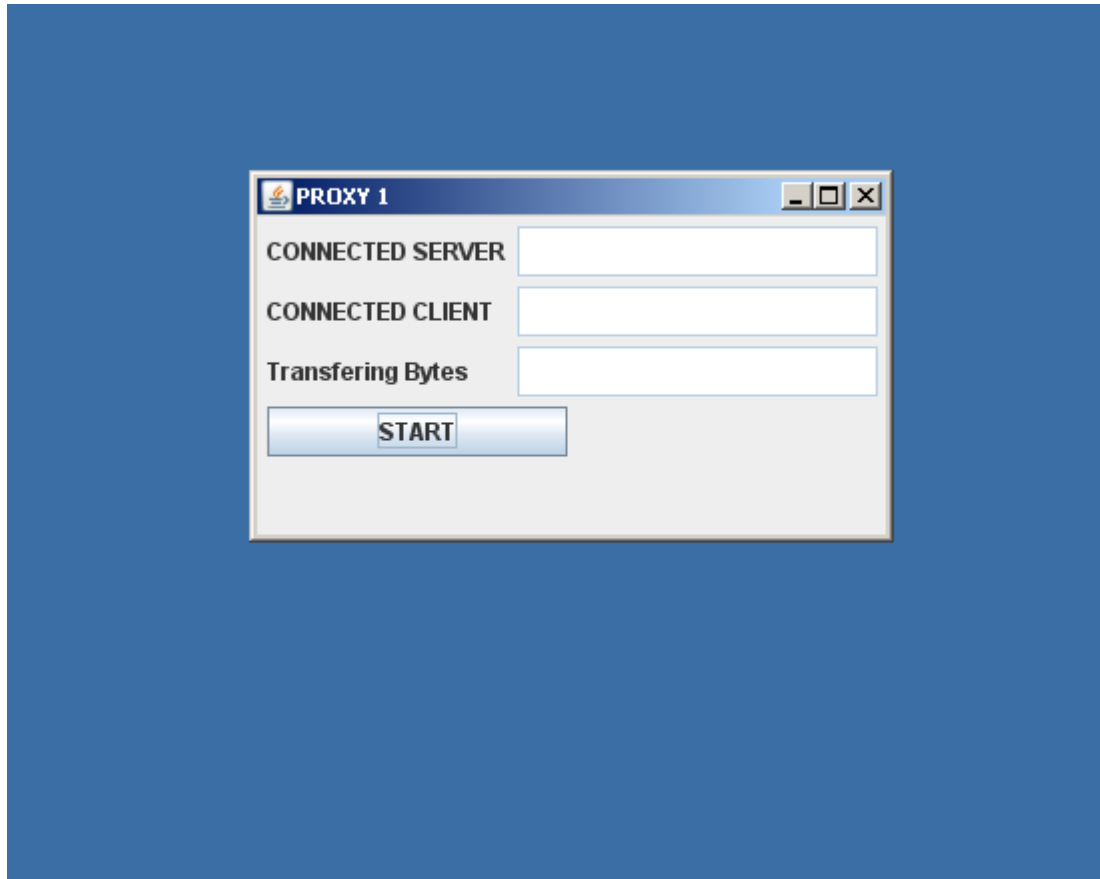 PROXY 1
CONNECTED SERVER
CONNECTED CLIENT
Transfering Bytes
START